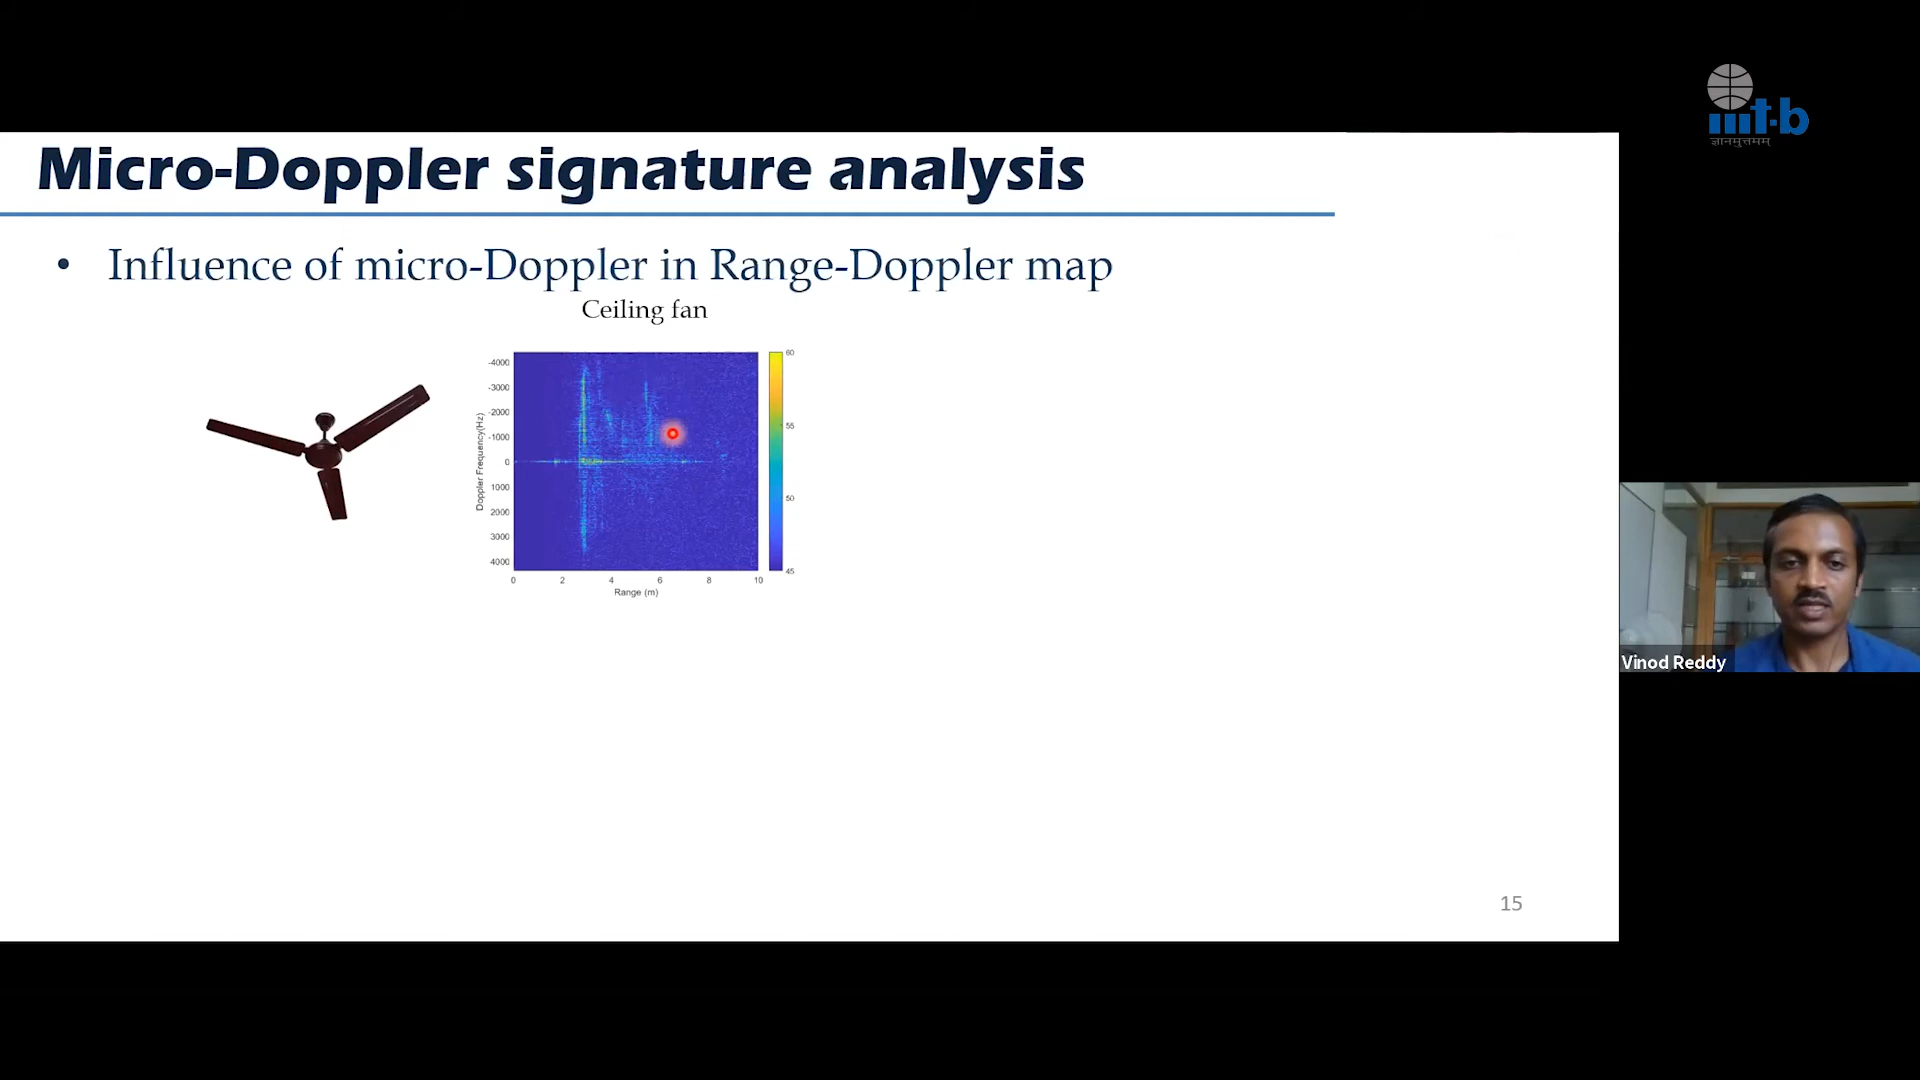 iiit-b
ज्ञानमुत्तमम्
Micro-Doppler signature analysis
• Influence of micro-Doppler in Range-Doppler map
Ceiling fan
Doppler Frequency(Hz)
-4000
-3000
-2000
-1000
0
1000
2000
3000
4000
0 2 4 6 8 10
Range (m)
60
55
50
45
Vinod Reddy
15